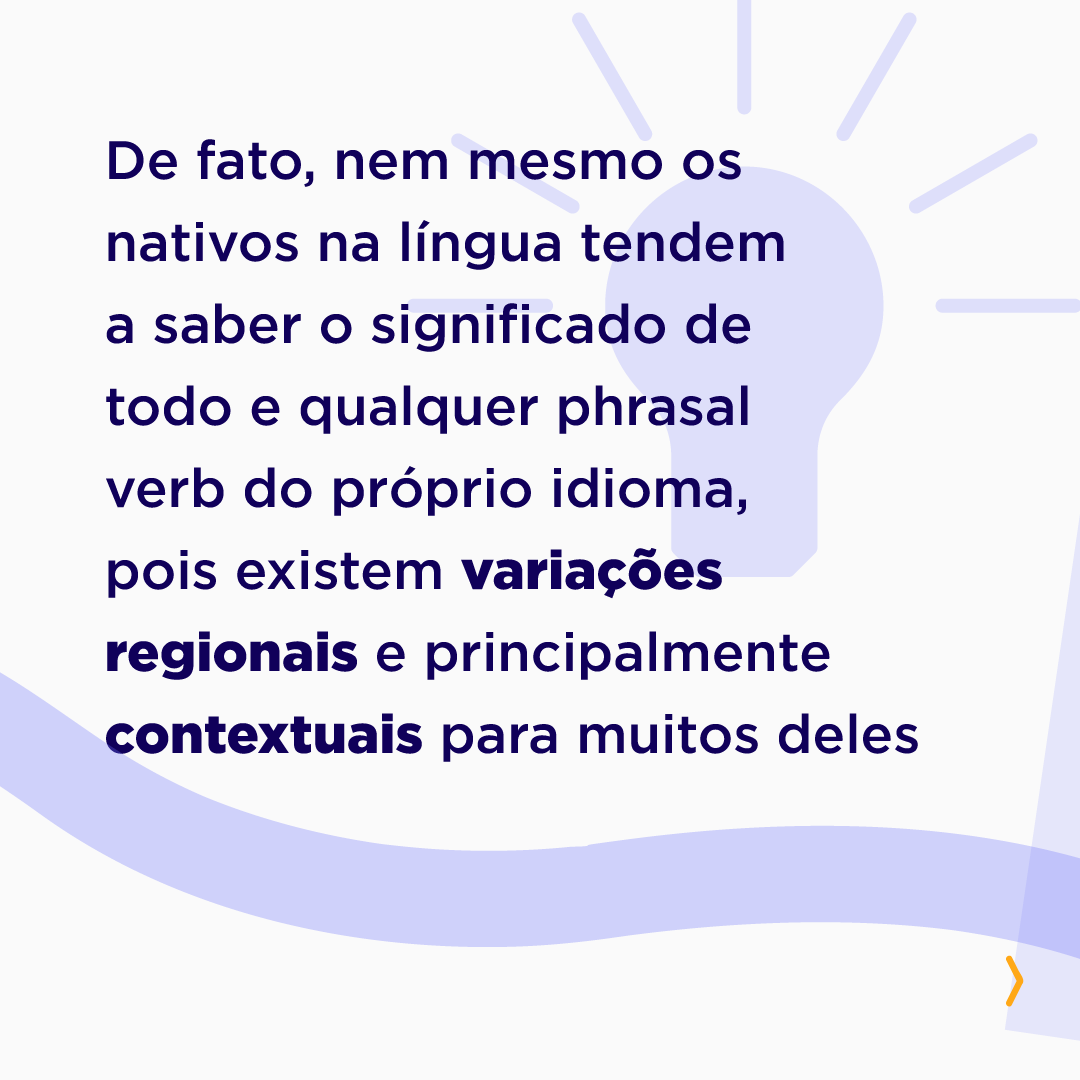 De fato, nem mesmo os
nativos na língua tendem
a saber o significado de
todo e qualquer phrasal
verb do próprio idioma,
pois existem variações
regionais e principalmente
contextuais para muitos deles